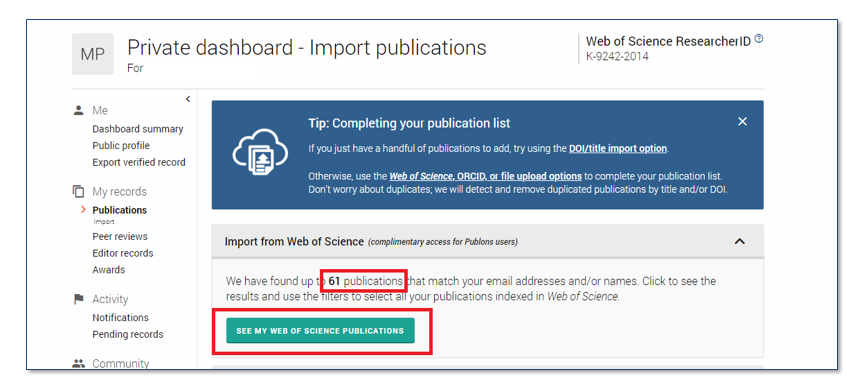 MP
Private dashboard - Import publications
For
Web of Science ResearcherID ?
K-9242-2014
Me
Dashboard summary
Public profile
Export verified record
My records
Publications
Import
Peer reviews
Editor records
Awards
Activity
Notifications
Pending records
Community
Tip: Completing your publication list
If you just have a handful of publications to add, try using the DOI/title import option.
Otherwise, use the Web of Science, ORCID, or file upload options to complete your publication list.
Don't worry about duplicates; we will detect and remove duplicated publications by title and/or DOI.
Import from Web of Science (complimentary access for Publons users)
We have found up to 61 publications that match your email addresses and/or names. Click to see the
results and use the filters to select all your publications indexed in Web of Science.
SEE MY WEB OF SCIENCE PUBLICATIONS